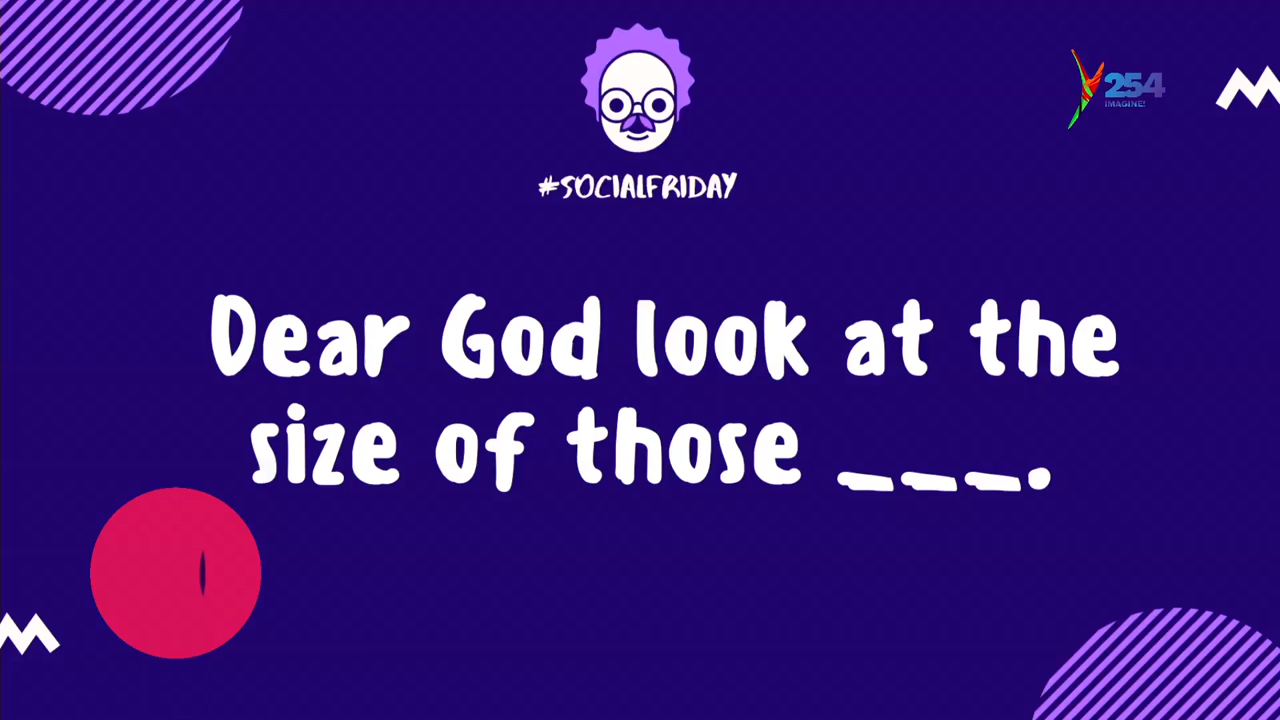 254
IMAGINE!
#SOCIALFRIDAY
Dear God look at the
size of those ___.